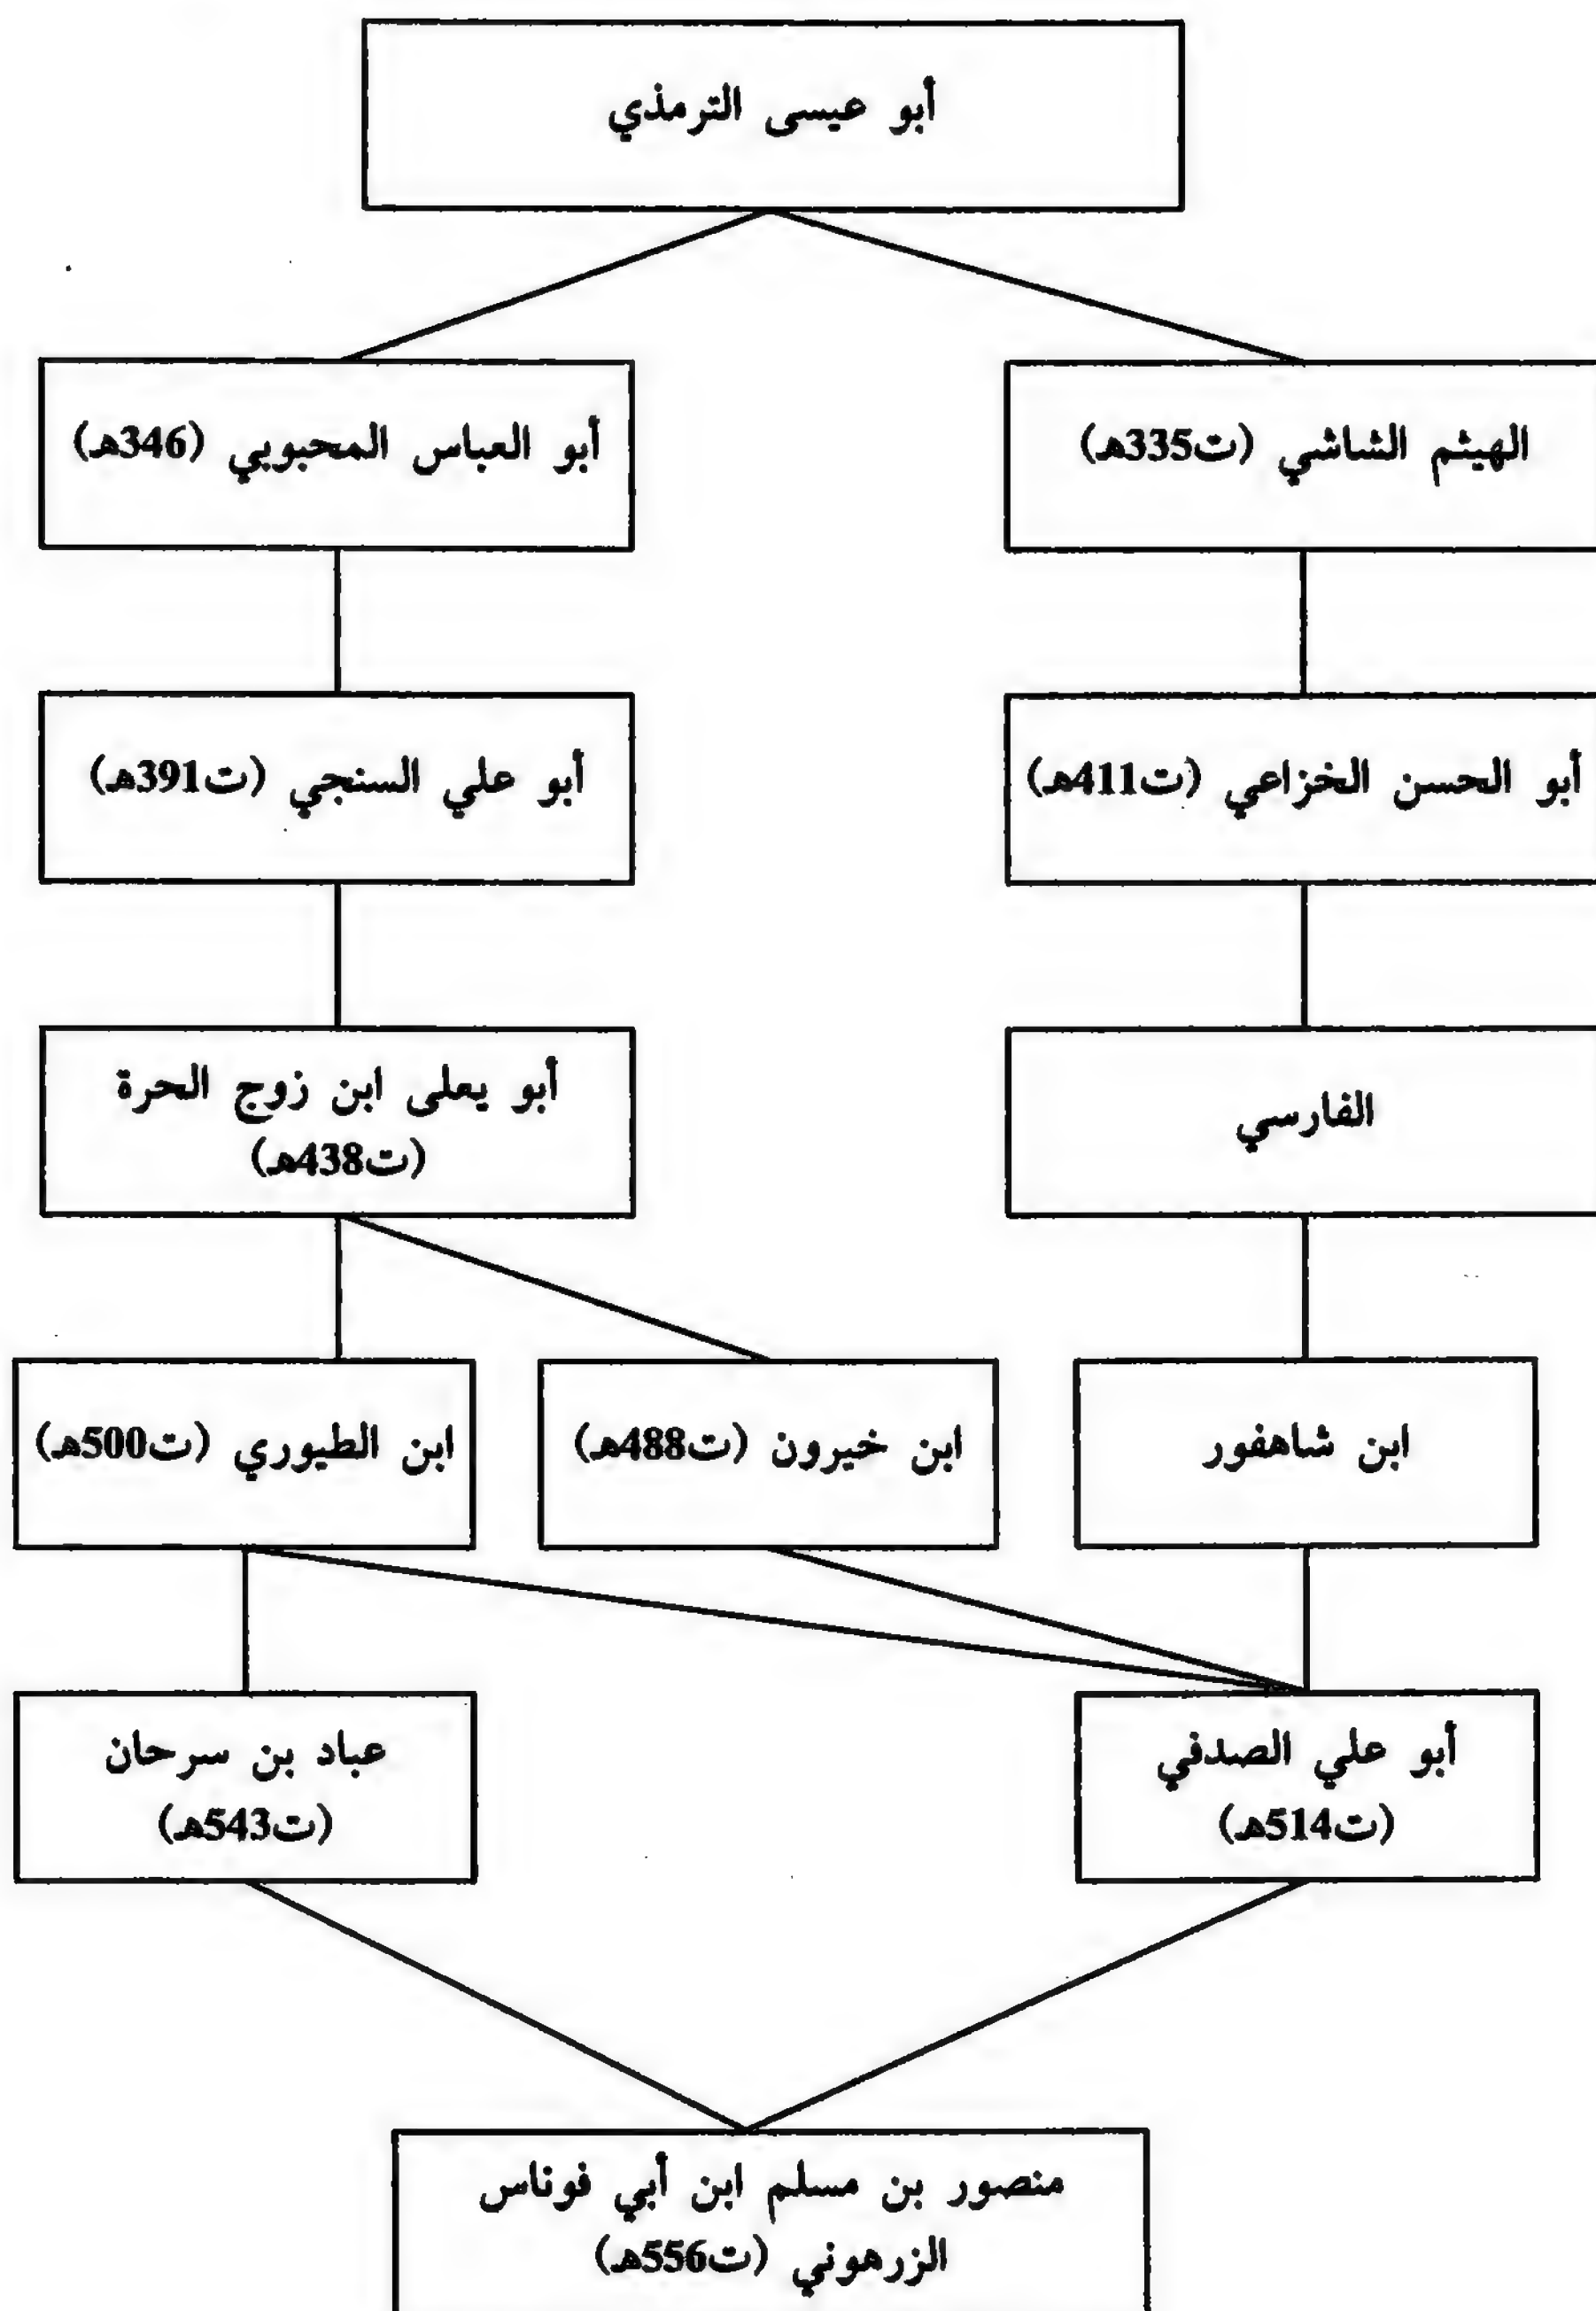 أبو عيسى الترمذي
الهيثم الشاشي (ت335هـ)
أبو العباس المحبوبي (346هـ)
أبو الحسن الخزاعي (ت411هـ)
أبو علي السنجي (ت391هـ)
الفارسي
أبو يعلى ابن زوج الحرة
(ت438هـ)
ابن شاهفور
ابن خيرون (ت488هـ)
ابن الطيوري (ت500هـ)
أبو علي الصدفي
(ت514هـ)
عباد بن سرحان
(ت543هـ)
منصور بن مسلم ابن أبي فوناس
الزرهوني (ت556هـ)